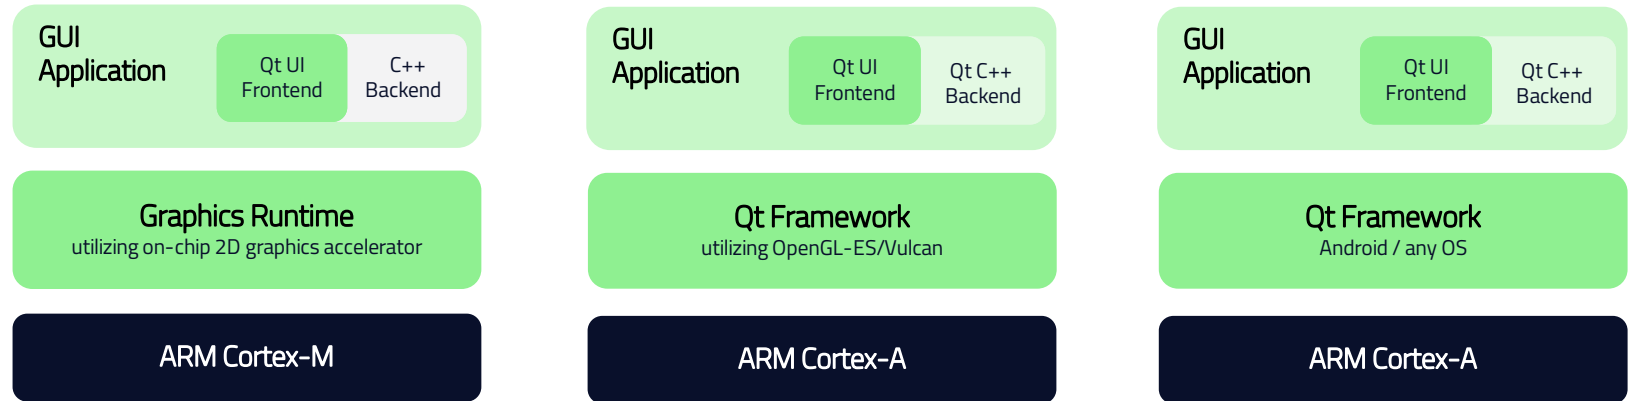 GUI
Application
Qt UI
Frontend
C++
Backend
Graphics Runtime
utilizing on-chip 2D graphics accelerator
ARM Cortex-M
GUI
Application
Qt UI
Frontend
Qt C++
Backend
Qt Framework
utilizing OpenGL-ES/Vulcan
ARM Cortex-A
GUI
Application
Qt UI
Frontend
Qt C++
Backend
Qt Framework
Android / any OS
ARM Cortex-A